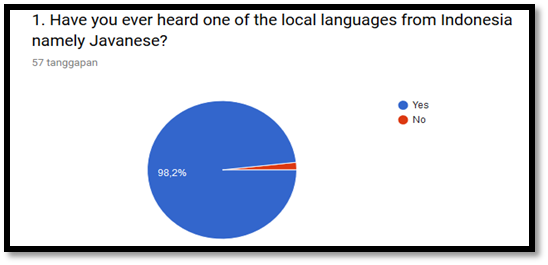 1. Have you ever heard one of the local languages from Indonesia
namely Javanese?
57 tanggapan
Yes
No
98,2%